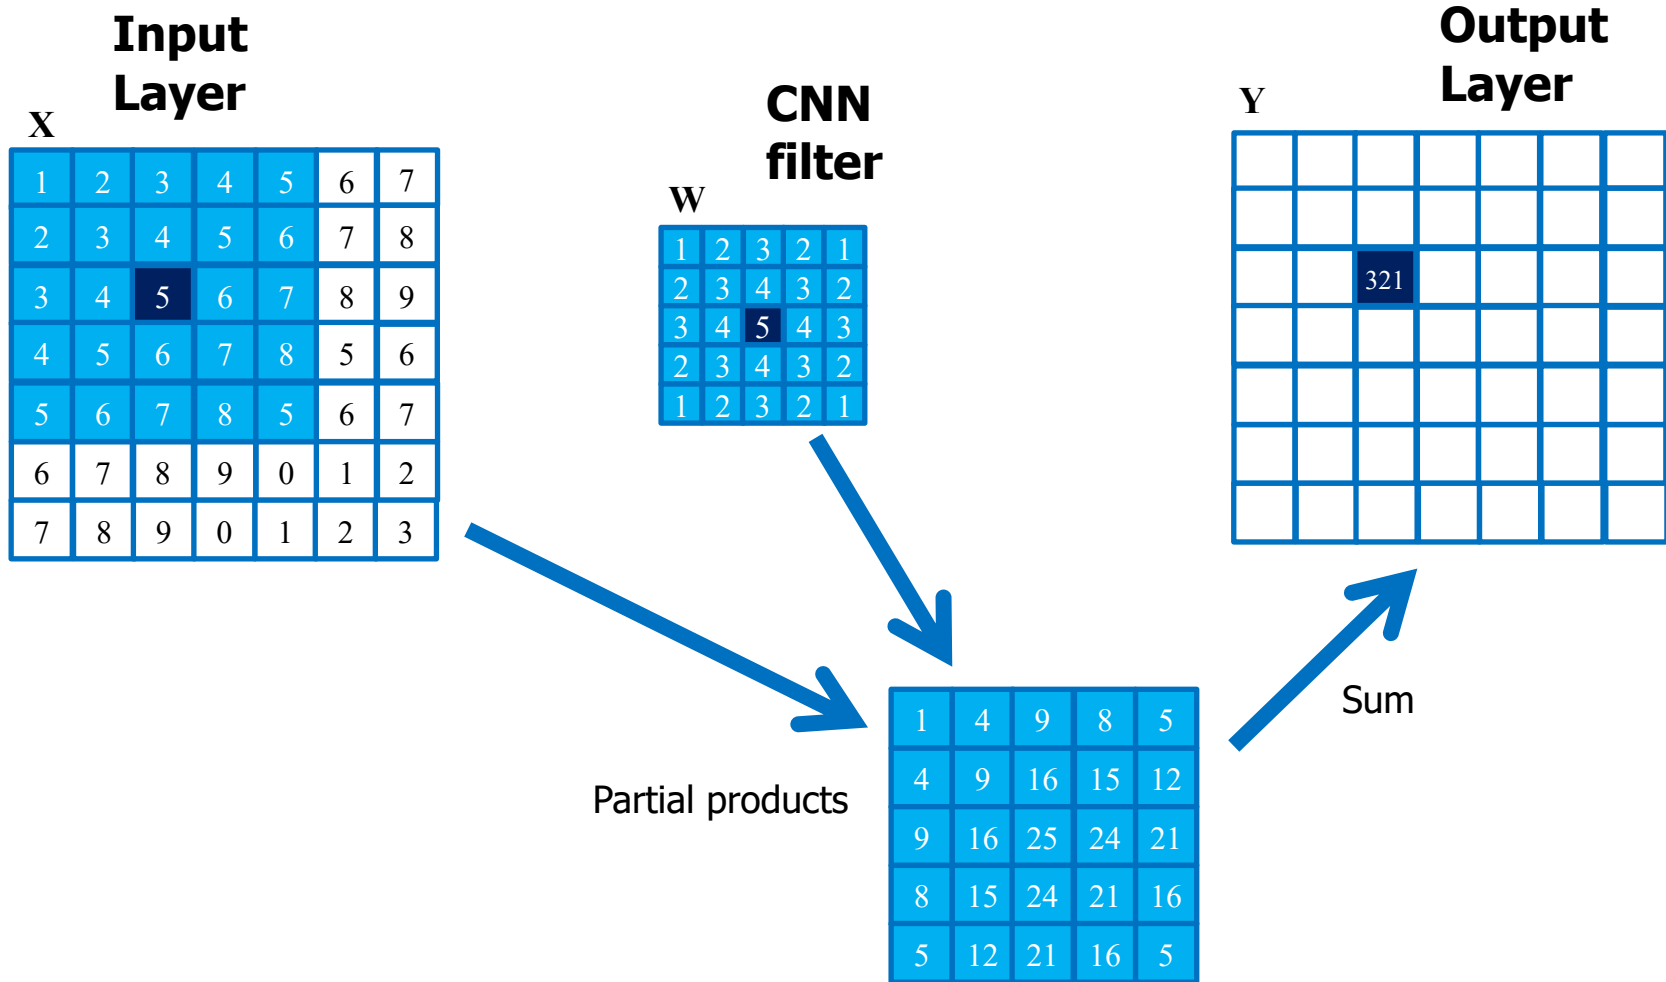 Input
Layer
X
1 2 3 4 5 6 7
2 3 4 5 6 7 8
3 4 5 6 7 8 9
4 5 6 7 8 5 6
5 6 7 8 5 6 7
6 7 8 9 0 1 2
7 8 9 0 1 2 3
CNN
filter
W
1 2 3 2 1
2 3 4 3 2
3 4 5 4 3
2 3 4 3 2
1 2 3 2 1
Output
Layer
Y
321
Partial products
1 4 9 8 5
4 9 16 15 12
9 16 25 24 21
8 15 24 21 16
5 12 21 16 5
Sum